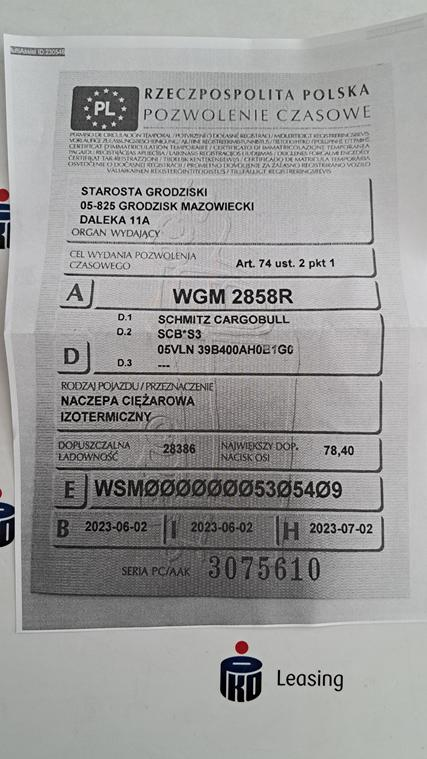 PL
RZECZPOSPOLITA POLSKA
POZWOLENIE CZASOWE
STAROSTA GRODZISKI
05-825 GRODZISK MAZOWIECKI
DALEKA 11A
ORGAN WYDAJĄCY
CEL WYDANIA POZWOLENIA CZASOWEGO Art. 74 ust. 2 pkt 1
A WGM 2858R
D.1 SCHMITZ CARGOBULL
D.2 SCB*S3
D 05VLN 39B400AH0B1G0
D.3 ---
RODZAJ POJAZDU / PRZEZNACZENIE
NACZEPA CIĘŻAROWA
IZOTERMICZNY
DOPUSZCZALNA ŁADOWNOŚĆ 28386 NAJWIĘKSZY DOP. NACISK OSI 78,40
E WSMØØØØØØØ53Ø54Ø9
B 2023-06-02 I 2023-06-02 H 2023-07-02
SERIA PC/AAK 3075610
Leasing